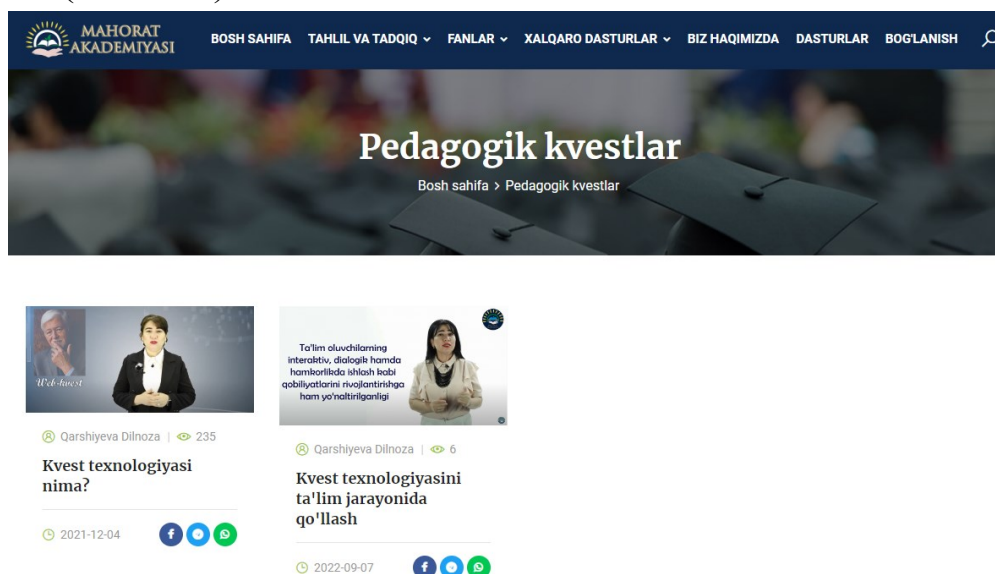 MAHORAT
AKADEMIYASI
BOSH SAHIFA TAHLIL VA TADQIQ FANLAR XALQARO DASTURLAR BIZ HAQIMIZDA DASTURLAR BOG'LANISH
Pedagogik kvestlar
Bosh sahifa > Pedagogik kvestlar
Web-kvest
Qarshiyeva Dilnoza | 235
Kvest texnologiyasi
nima?
2021-12-04
Ta'lim oluvchilarning
interaktiv, dialogik hamda
hamkorlikda ishlash kabi
qobiliyatlarini rivojlantirishga
ham yo'naltirilganligi
Qarshiyeva Dilnoza | 6
Kvest texnologiyasini
ta'lim jarayonida
qo'llash
2022-09-07